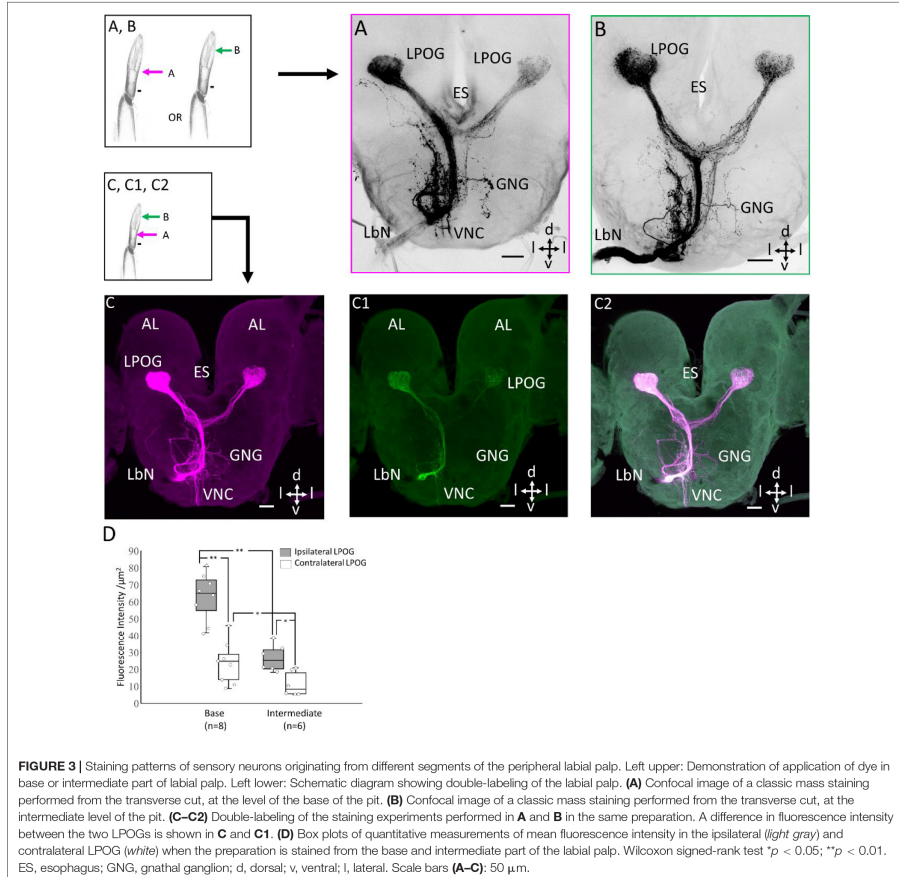 A, B
B
A
OR
C, C1, C2
B
A
A
LPOG
LPOG
ES
GNG
LbN
VNC
d
l
l
v
B
LPOG
ES
GNG
LbN
d
l
l
v
C
AL
AL
LPOG
ES
GNG
LbN
VNC
d
l
l
v
C1
AL
AL
ES
LPOG
LbN
GNG
VNC
d
l
l
v
C2
ES
GNG
LbN
VNC
d
l
l
v
D
Fluorescence Intensity /µm²
90
80
70
60
50
40
30
20
10
0
**
**
*
*
Ipsilateral LPOG
Contralateral LPOG
Base
(n=8)
Intermediate
(n=6)
FIGURE 3 | Staining patterns of sensory neurons originating from different segments of the peripheral labial palp. Left upper: Demonstration of application of dye in
base or intermediate part of labial palp. Left lower: Schematic diagram showing double-labeling of the labial palp. (A) Confocal image of a classic mass staining
performed from the transverse cut, at the level of the base of the pit. (B) Confocal image of a classic mass staining performed from the transverse cut, at the
intermediate level of the pit. (C–C2) Double-labeling of the staining experiments performed in A and B in the same preparation. A difference in fluorescence intensity
between the two LPOGs is shown in C and C1. (D) Box plots of quantitative measurements of mean fluorescence intensity in the ipsilateral (light gray) and
contralateral LPOG (white) when the preparation is stained from the base and intermediate part of the labial palp. Wilcoxon signed-rank test *p < 0.05; **p < 0.01.
ES, esophagus; GNG, gnathal ganglion; d, dorsal; v, ventral; l, lateral. Scale bars (A–C): 50 µm.